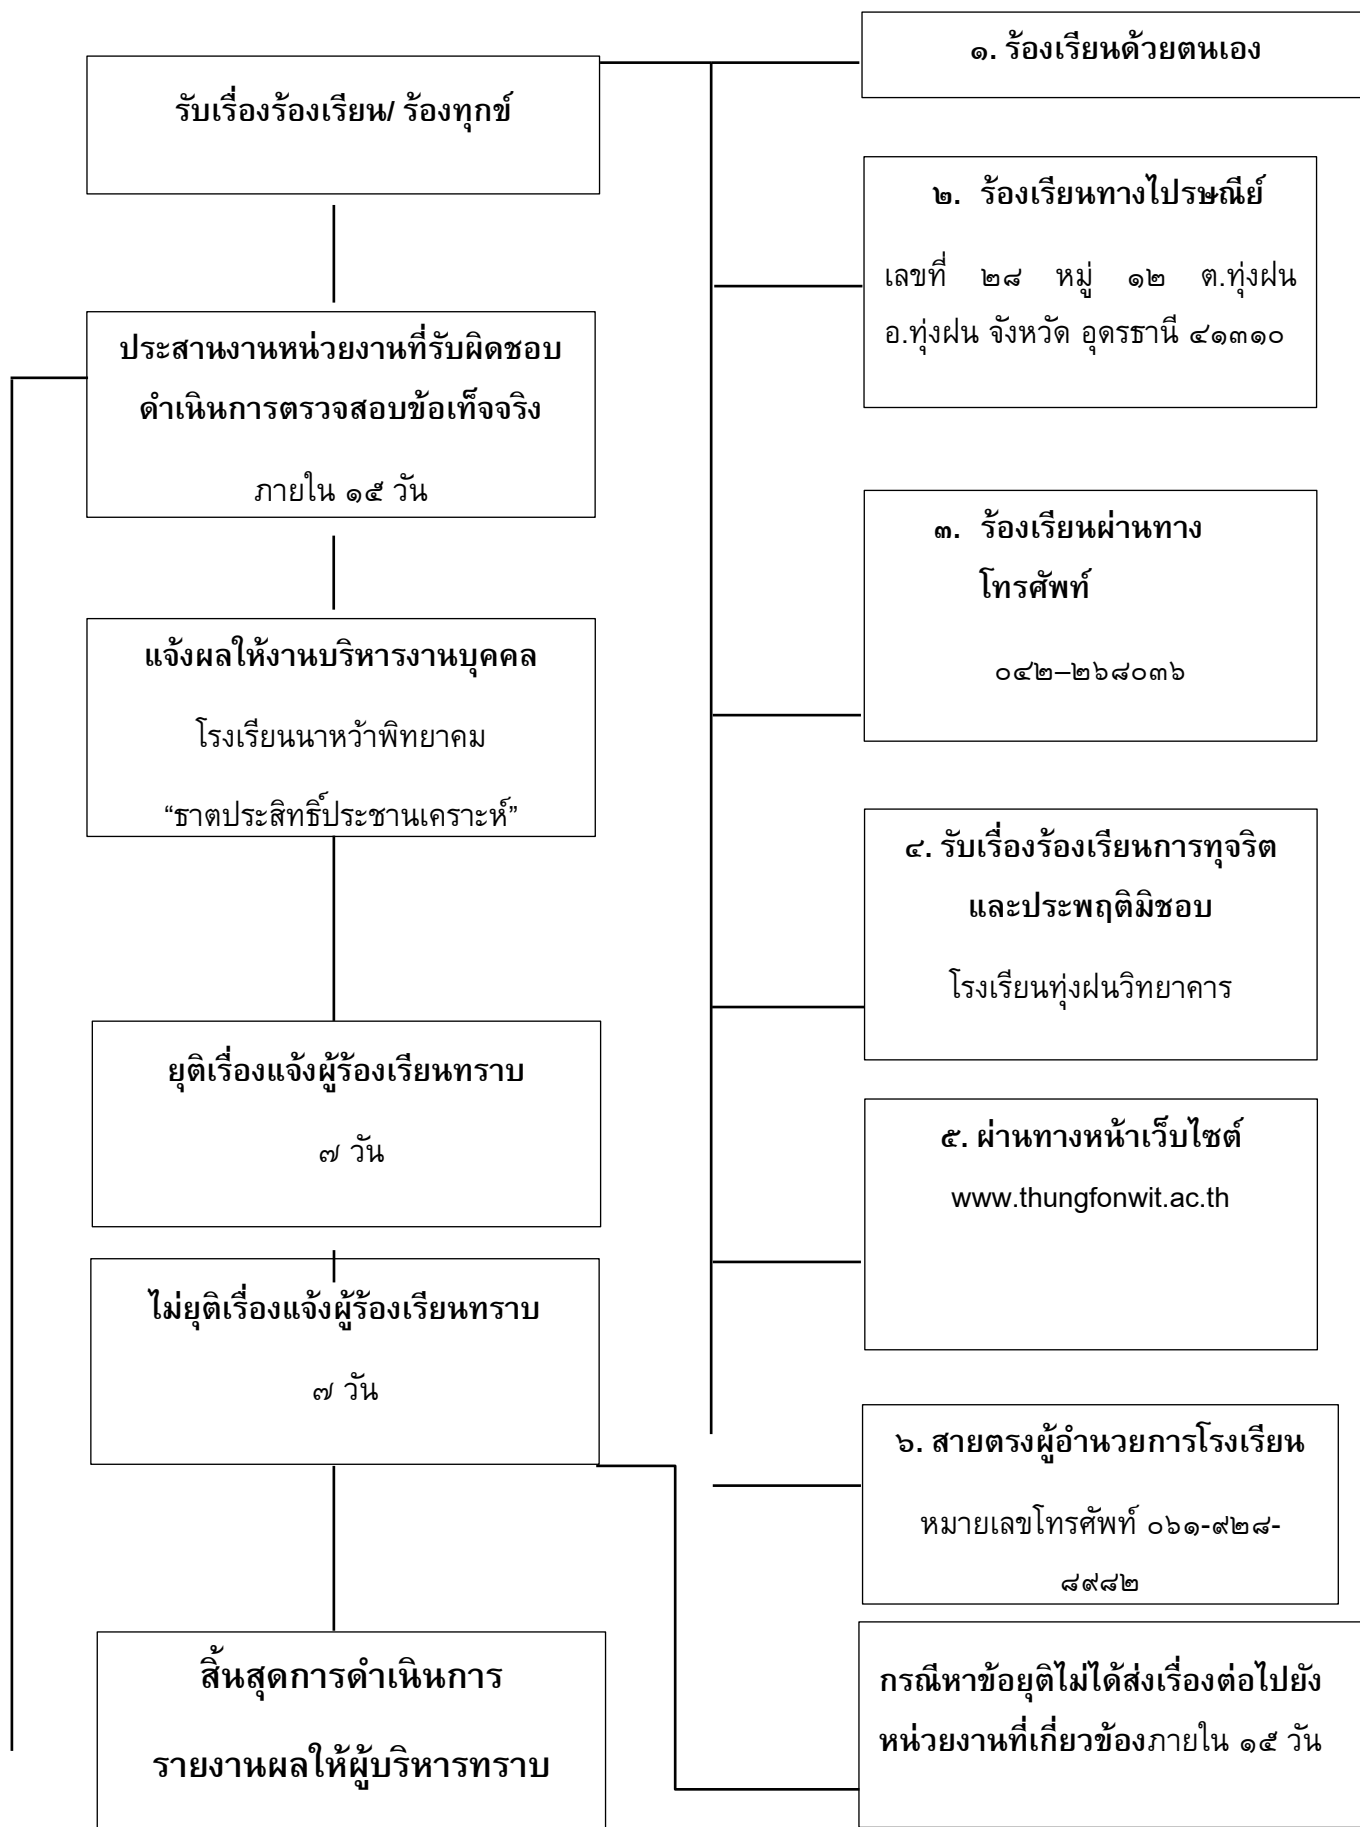 รับเรื่องร้องเรียน/ ร้องทุกข์
ประสานงานหน่วยงานที่รับผิดชอบ
ดำเนินการตรวจสอบข้อเท็จจริง
ภายใน ๑๕ วัน
แจ้งผลให้งานบริหารงานบุคคล
โรงเรียนนาหว้าพิทยาคม
“ธาตประสิทธิ์ประชานเคราะห์”
ยุติเรื่องแจ้งผู้ร้องเรียนทราบ
๗ วัน
ไม่ยุติเรื่องแจ้งผู้ร้องเรียนทราบ
๗ วัน
สิ้นสุดการดำเนินการ
รายงานผลให้ผู้บริหารทราบ
๑. ร้องเรียนด้วยตนเอง
๒. ร้องเรียนทางไปรษณีย์
เลขที่ ๒๘ หมู่ ๑๒ ต.ทุ่งฝน
อ.ทุ่งฝน จังหวัด อุดรธานี ๔๑๓๑๐
๓. ร้องเรียนผ่านทาง
โทรศัพท์
๐๔๒–๒๖๘๐๓๖
๔. รับเรื่องร้องเรียนการทุจริต
และประพฤติมิชอบ
โรงเรียนทุ่งฝนวิทยาคาร
๕. ผ่านทางหน้าเว็บไซต์
www.thungfonwit.ac.th
๖. สายตรงผู้อำนวยการโรงเรียน
หมายเลขโทรศัพท์ ๐๖๑-๙๒๘-
๘๙๘๒
กรณีหาข้อยุติไม่ได้ส่งเรื่องต่อไปยัง
หน่วยงานที่เกี่ยวข้องภายใน ๑๕ วัน